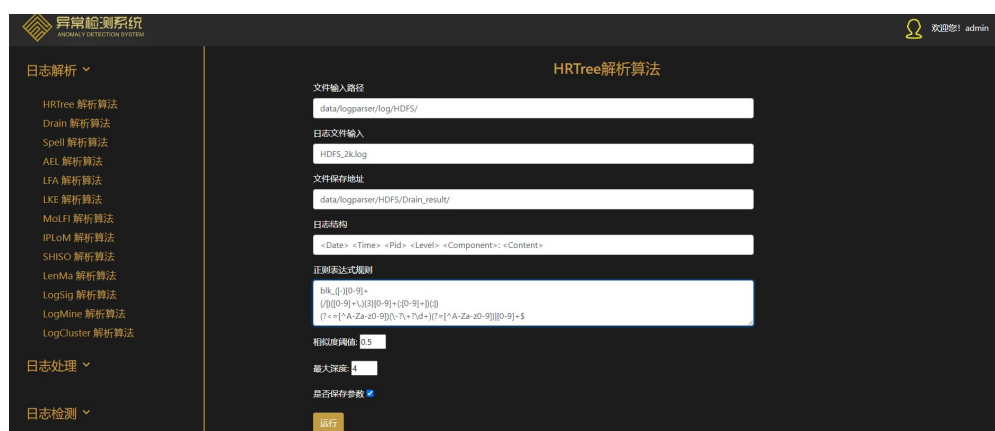 异常检测系统
ANOMALY DETECTION SYSTEM
欢迎您！admin
日志解析
HRTree 解析算法
Drain 解析算法
Spell 解析算法
AEL 解析算法
LFA 解析算法
LKE 解析算法
MoLFI 解析算法
IPLoM 解析算法
SHISO 解析算法
LenMa 解析算法
LogSig 解析算法
LogMine 解析算法
LogCluster 解析算法
日志处理
日志检测
HRTree解析算法
文件输入路径
data/logparser/log/HDFS/
日志文件输入
HDFS_2k.log
文件保存地址
data/logparser/HDFS/Drain_result/
日志结构
<Date> <Time> <Pid> <Level> <Component>: <Content>
正则表达式规则
blk_(|-)[0-9]+
(/|)([0-9]+\.){3}[0-9]+(:[0-9]+|)(:|)
(?<=[^A-Za-z0-9])(\-?\+?\d+)(?=[^A-Za-z0-9])|[0-9]+$
相似度阈值: 0.5
最大深度: 4
是否保存参数
运行